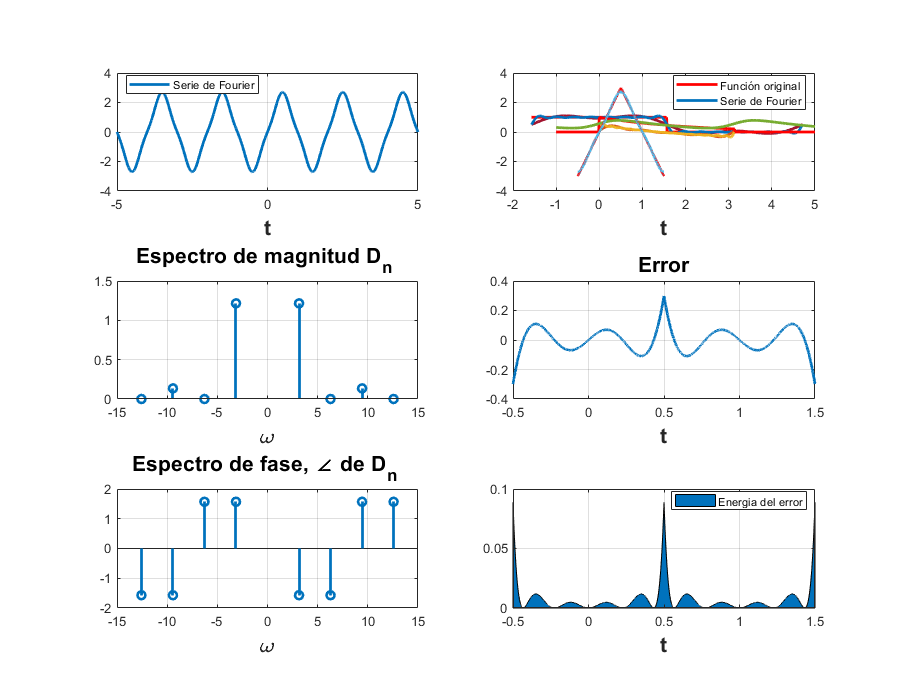 4
2
0
-2
-4
Serie de Fourier
-5 0 5
t
4
2
0
-2
-4
Función original
Serie de Fourier
-2 -1 0 1 2 3 4 5
t
Espectro de magnitud Dn
1.5
1
0.5
0
-15 -10 -5 0 5 10 15
ω
Error
0.4
0.2
0
-0.2
-0.4
-0.5 0 0.5 1 1.5
t
Espectro de fase, ∠ de Dn
2
1
0
-1
-2
-15 -10 -5 0 5 10 15
ω
0.1
0.05
0
Energia del error
-0.5 0 0.5 1 1.5
t